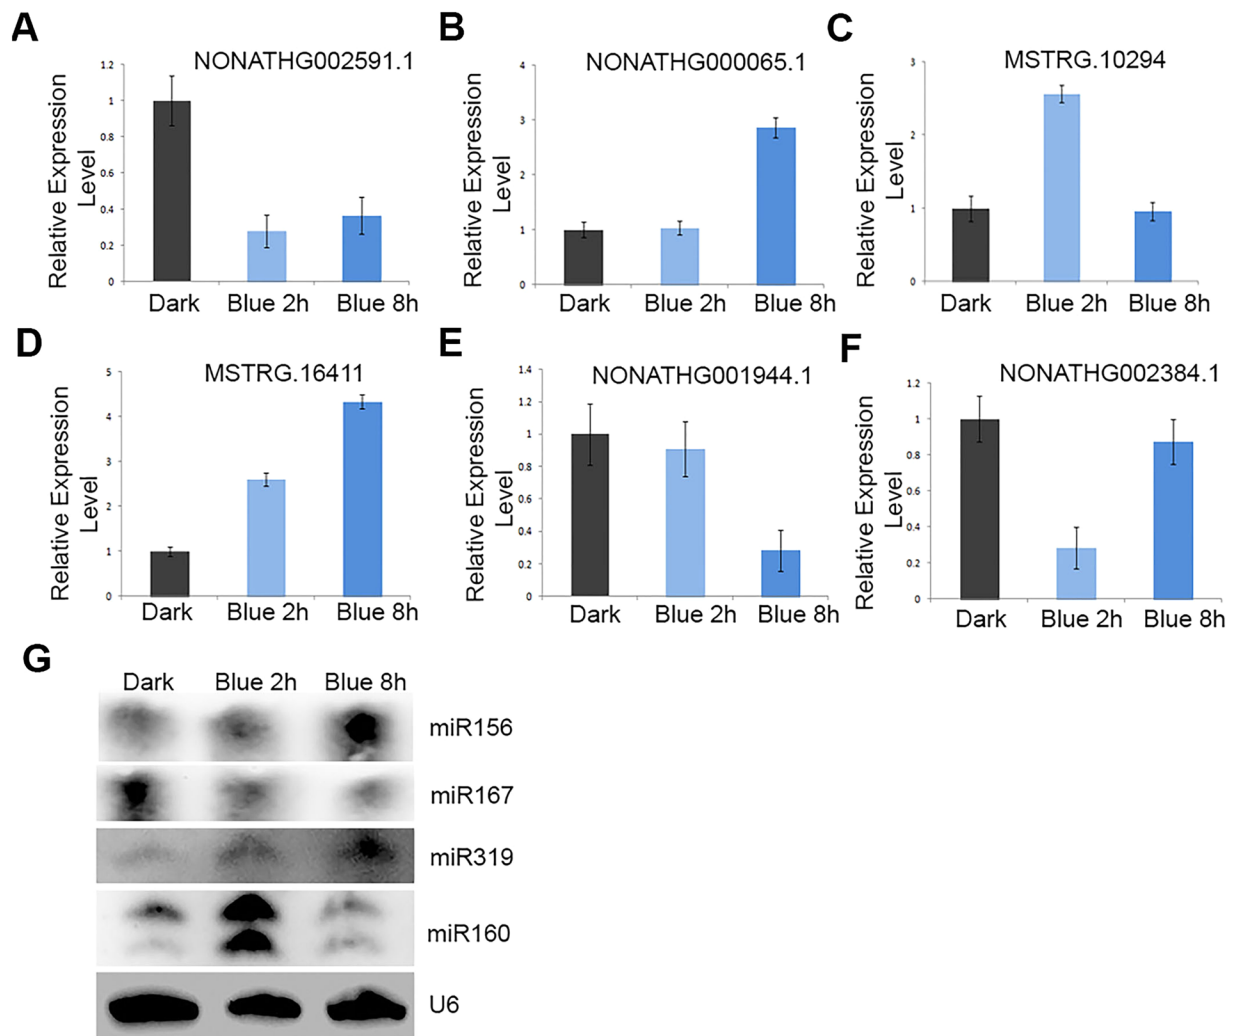 A
NONATHG002591.1
Relative Expression
Level
1.2
1
0.8
0.6
0.4
0.2
0
Dark Blue 2h Blue 8h
B
NONATHG000065.1
Relative Expression
Level
4
3
2
1
0
Dark Blue 2h Blue 8h
C
MSTRG.10294
Relative Expression
Level
3
2
1
0
Dark Blue 2h Blue 8h
D
MSTRG.16411
Relative Expression
Level
5
4
3
2
1
0
Dark Blue 2h Blue 8h
E
NONATHG001944.1
Relative Expression
Level
1.4
1.2
1
0.8
0.6
0.4
0.2
0
Dark Blue 2h Blue 8h
F
NONATHG002384.1
Relative Expression
Level
1.2
1
0.8
0.6
0.4
0.2
0
Dark Blue 2h Blue 8h
G
Dark Blue 2h Blue 8h
miR156
miR167
miR319
miR160
U6